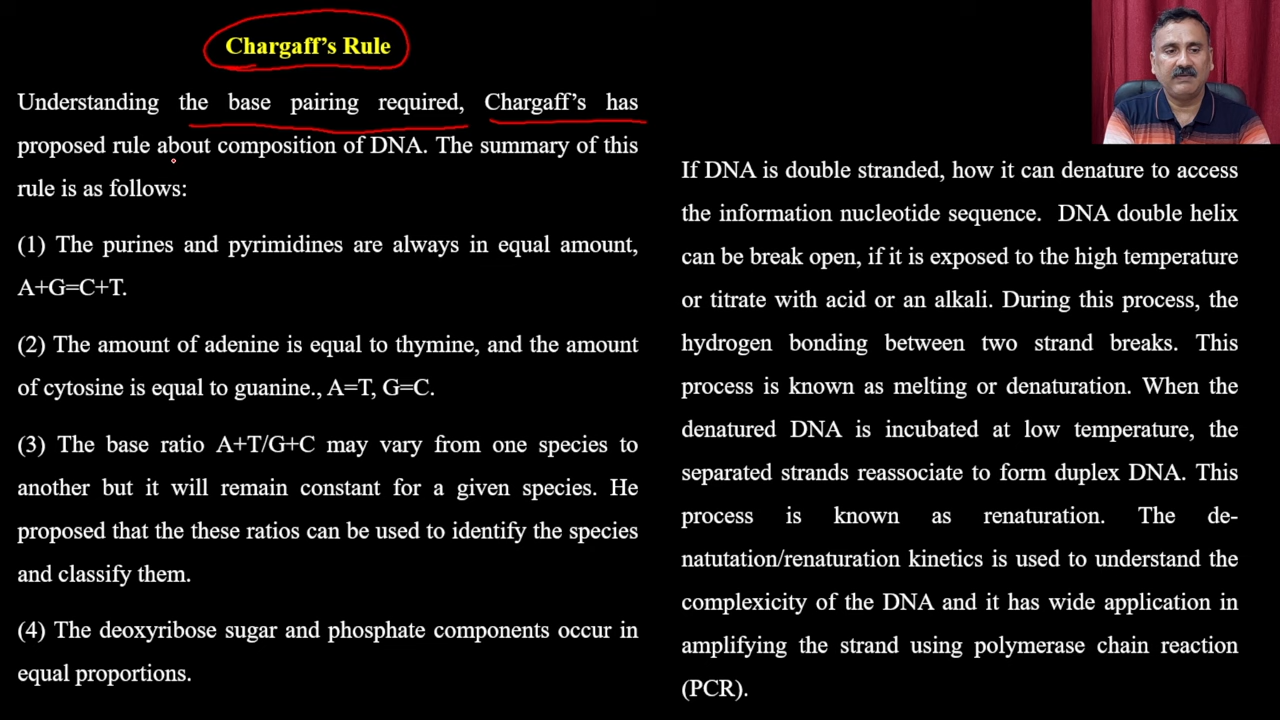 Chargaff's Rule
Understanding the base pairing required, Chargaff's has
proposed rule about composition of DNA. The summary of this
rule is as follows:
(1) The purines and pyrimidines are always in equal amount,
A+G=C+T.
(2) The amount of adenine is equal to thymine, and the amount
of cytosine is equal to guanine., A=T, G=C.
(3) The base ratio A+T/G+C may vary from one species to
another but it will remain constant for a given species. He
proposed that the these ratios can be used to identify the species
and classify them.
(4) The deoxyribose sugar and phosphate components occur in
equal proportions.
If DNA is double stranded, how it can denature to access
the information nucleotide sequence. DNA double helix
can be break open, if it is exposed to the high temperature
or titrate with acid or an alkali. During this process, the
hydrogen bonding between two strand breaks. This
process is known as melting or denaturation. When the
denatured DNA is incubated at low temperature, the
separated strands reassociate to form duplex DNA. This
process is known as renaturation. The de-
natutation/renaturation kinetics is used to understand the
complexicity of the DNA and it has wide application in
amplifying the strand using polymerase chain reaction
(PCR).